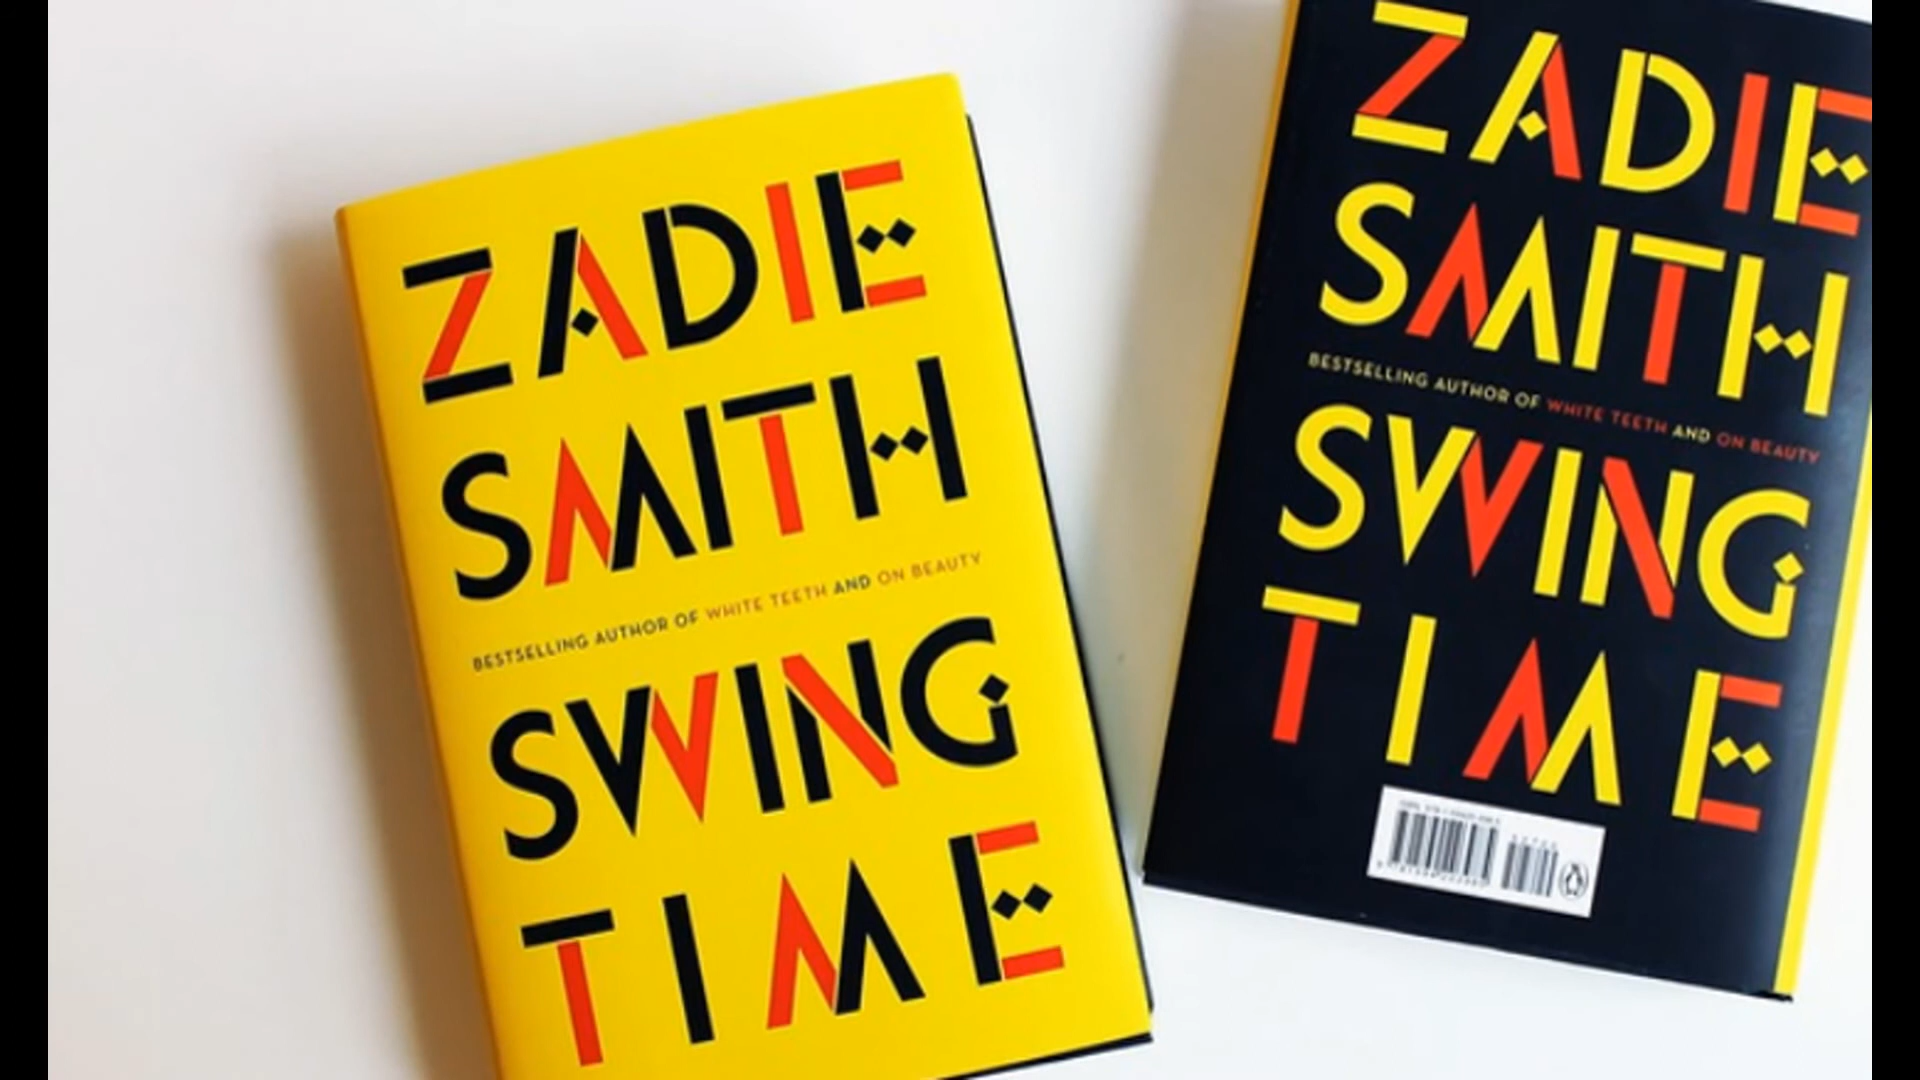 ZADIE
SMITH
BESTSELLING AUTHOR OF WHITE TEETH AND ON BEAUTY
SWING
TIME
ZADIE
SMITH
BESTSELLING AUTHOR OF WHITE TEETH AND ON BEAUTY
SWING
TIME